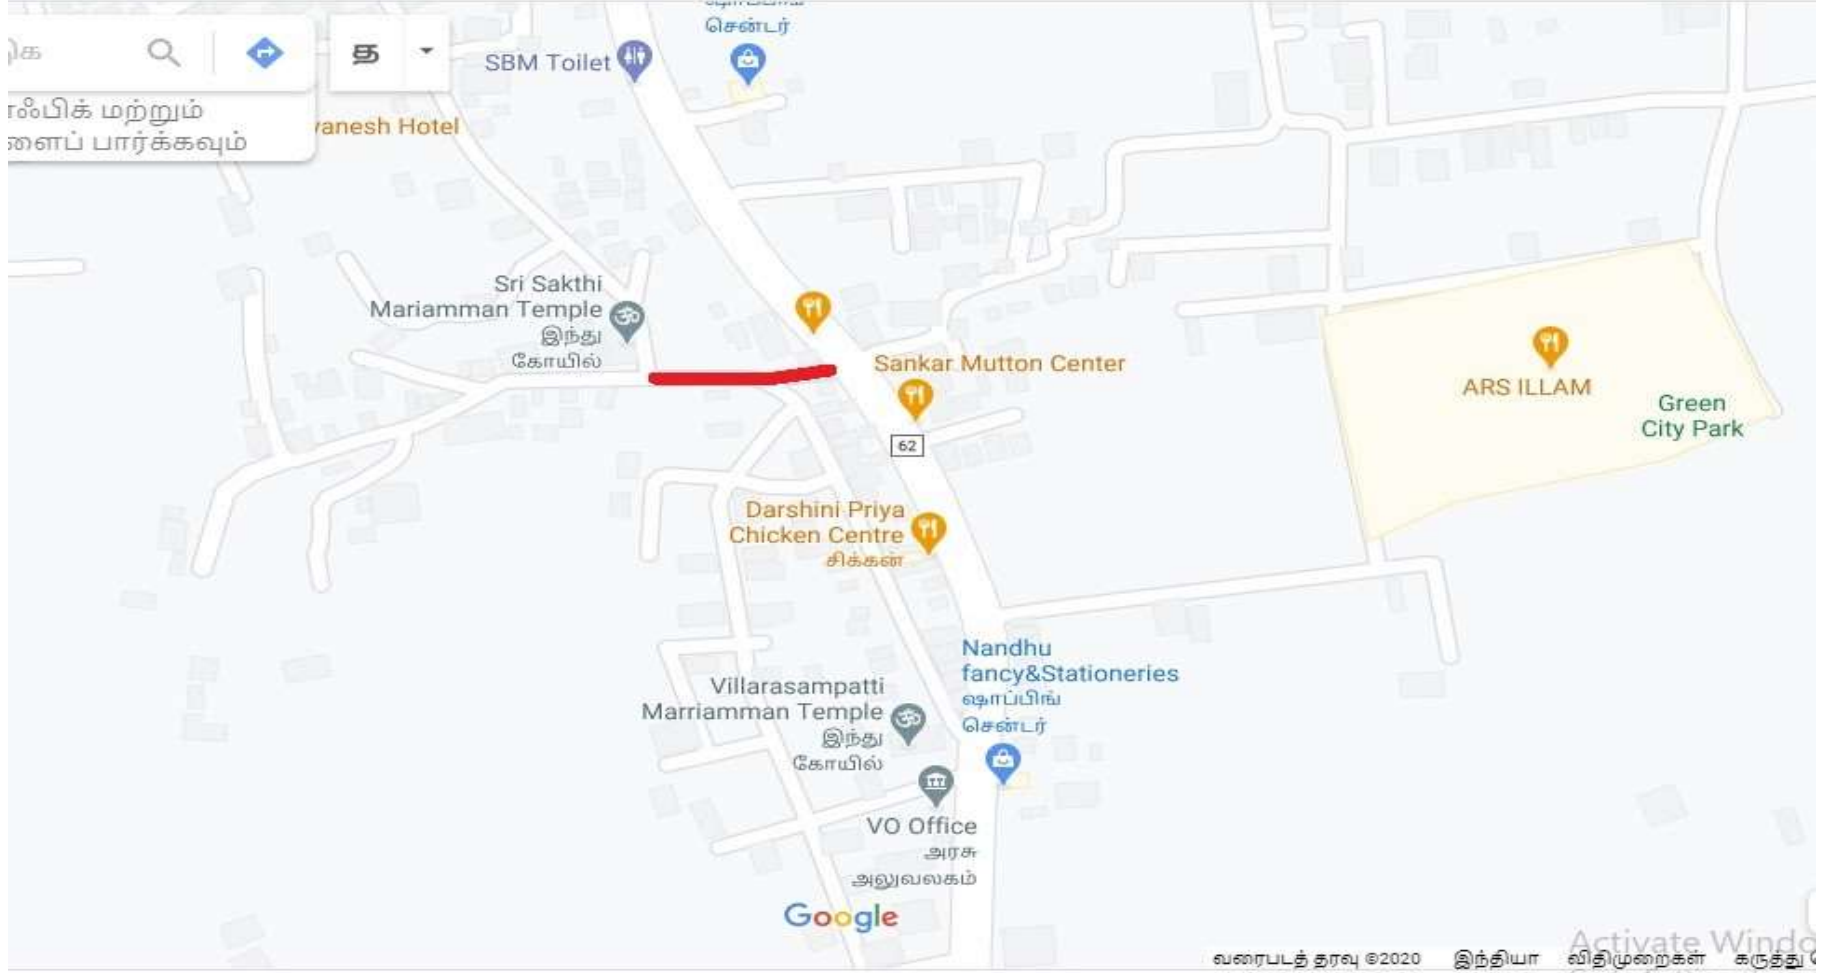 சென்டர்
SBM Toilet
த
ஃபிக் மற்றும்
ளைப் பார்க்கவும்
vanesh Hotel
Sri Sakthi
Mariamman Temple
இந்து
கோயில்
Sankar Mutton Center
62
ARS ILLAM
Green
City Park
Darshini Priya
Chicken Centre
சிக்கன்
Nandhu
fancy&Stationeries
ஷாப்பிங்
சென்டர்
Villarasampatti
Marriamman Temple
இந்து
கோயில்
VO Office
அரசு
அலுவலகம்
Google
Activate Windo
வரைபடத் தரவு ©2020 இந்தியா விதிமுறைகள் கருத்து